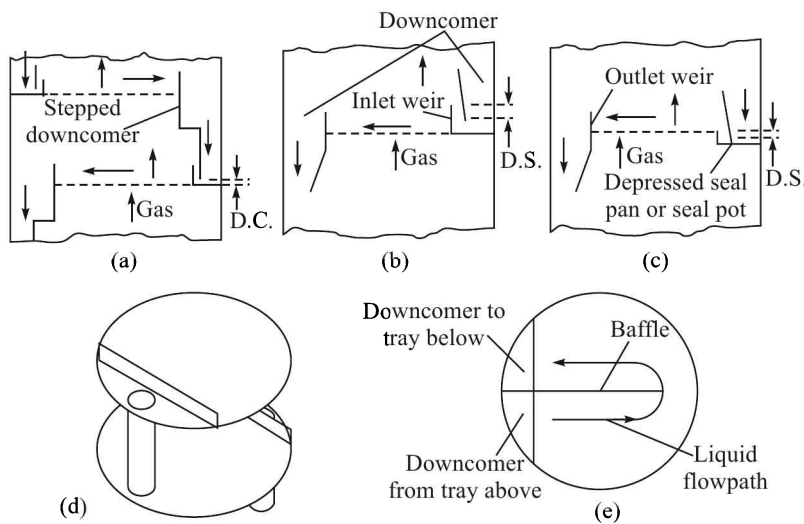 Downcomer
Stepped
downcomer
Gas
D.C.
(a)
Inlet weir
Gas
D.S.
(b)
Outlet weir
Gas
Depressed seal
pan or seal pot
D.S.
(c)
(d)
Downcomer to
tray below
Baffle
Downcomer
from tray above
Liquid
flowpath
(e)